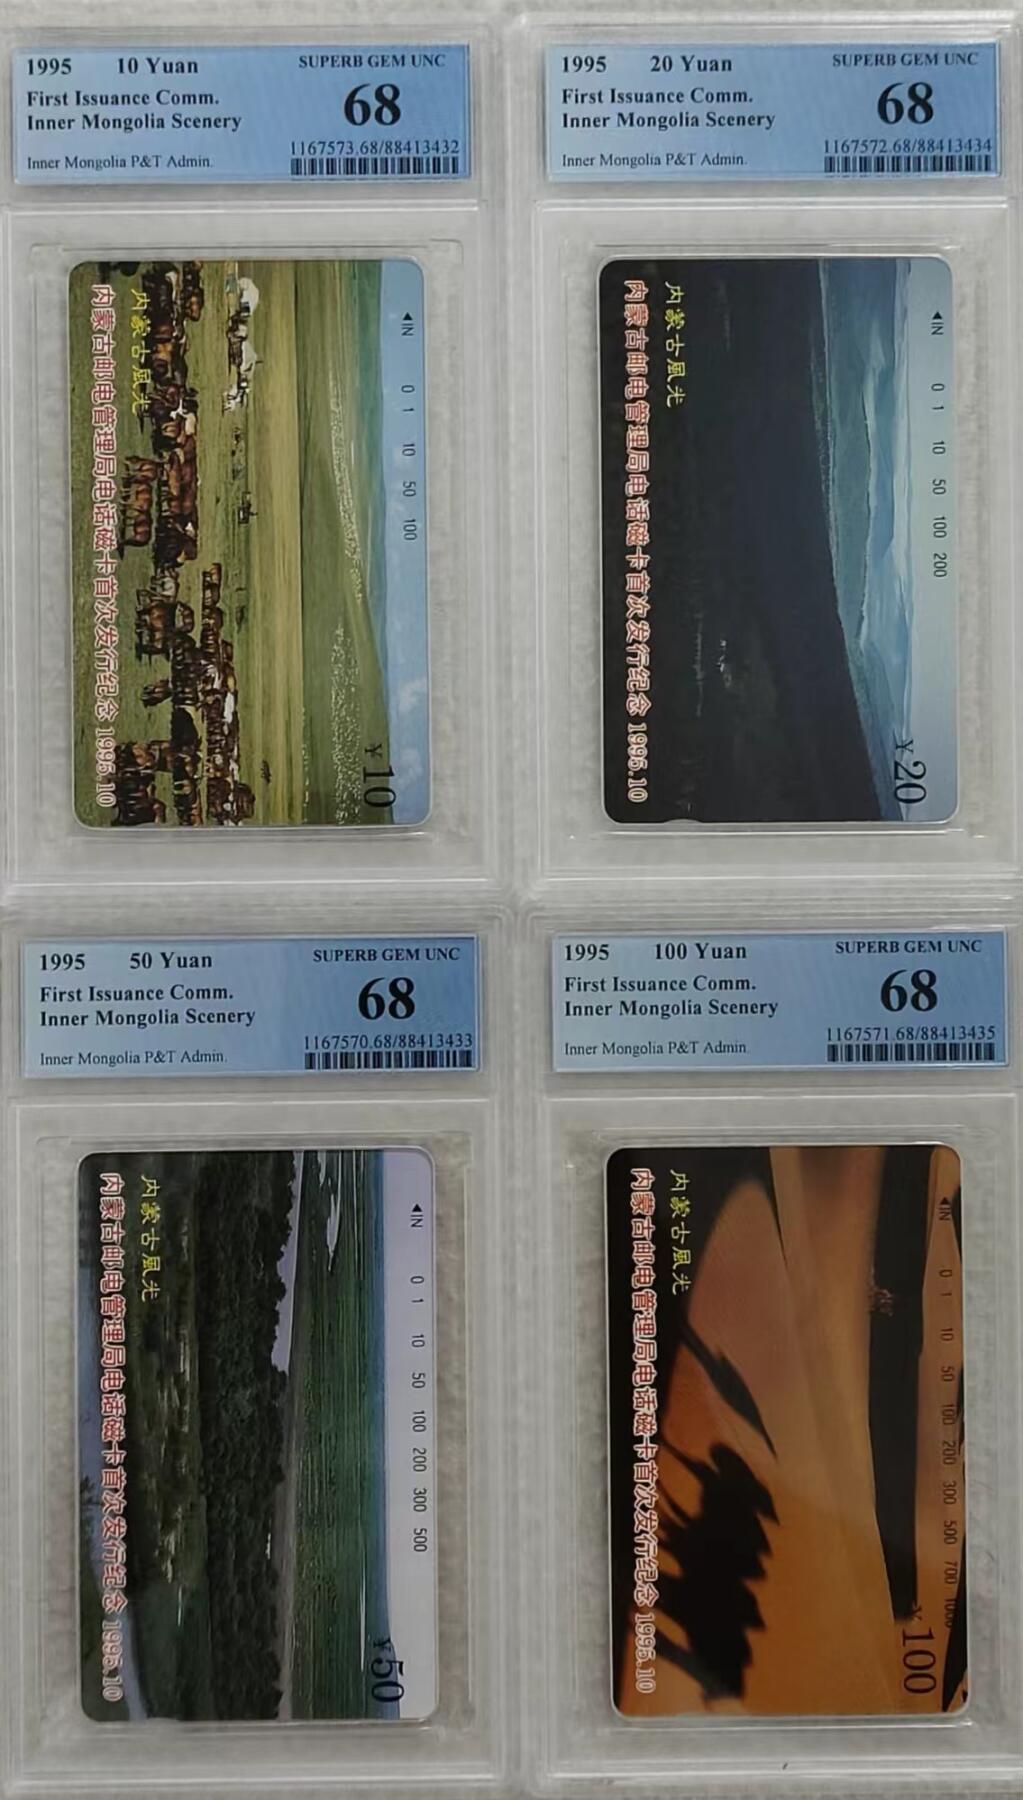 1995 10 Yuan
First Issuance Comm.
Inner Mongolia Scenery
Inner Mongolia P&T Admin.
SUPERB GEM UNC
68
1167573.68/88413432
◀IN 0 1 10 50 100
¥10
内蒙古風光
内蒙古邮电管理局电话磁卡首次发行纪念 1995.10
1995 20 Yuan
First Issuance Comm.
Inner Mongolia Scenery
Inner Mongolia P&T Admin.
SUPERB GEM UNC
68
1167572.68/88413434
◀IN 0 1 10 50 100 200
¥20
内蒙古風光
内蒙古邮电管理局电话磁卡首次发行纪念 1995.10
1995 50 Yuan
First Issuance Comm.
Inner Mongolia Scenery
Inner Mongolia P&T Admin.
SUPERB GEM UNC
68
1167570.68/88413433
◀IN 0 1 10 50 100 200 300 500
¥50
内蒙古風光
内蒙古邮电管理局电话磁卡首次发行纪念 1995.10
1995 100 Yuan
First Issuance Comm.
Inner Mongolia Scenery
Inner Mongolia P&T Admin.
SUPERB GEM UNC
68
1167571.68/88413435
◀IN 0 1 10 50 100 200 300 500 700 1000
¥100
内蒙古風光
内蒙古邮电管理局电话磁卡首次发行纪念 1995.10